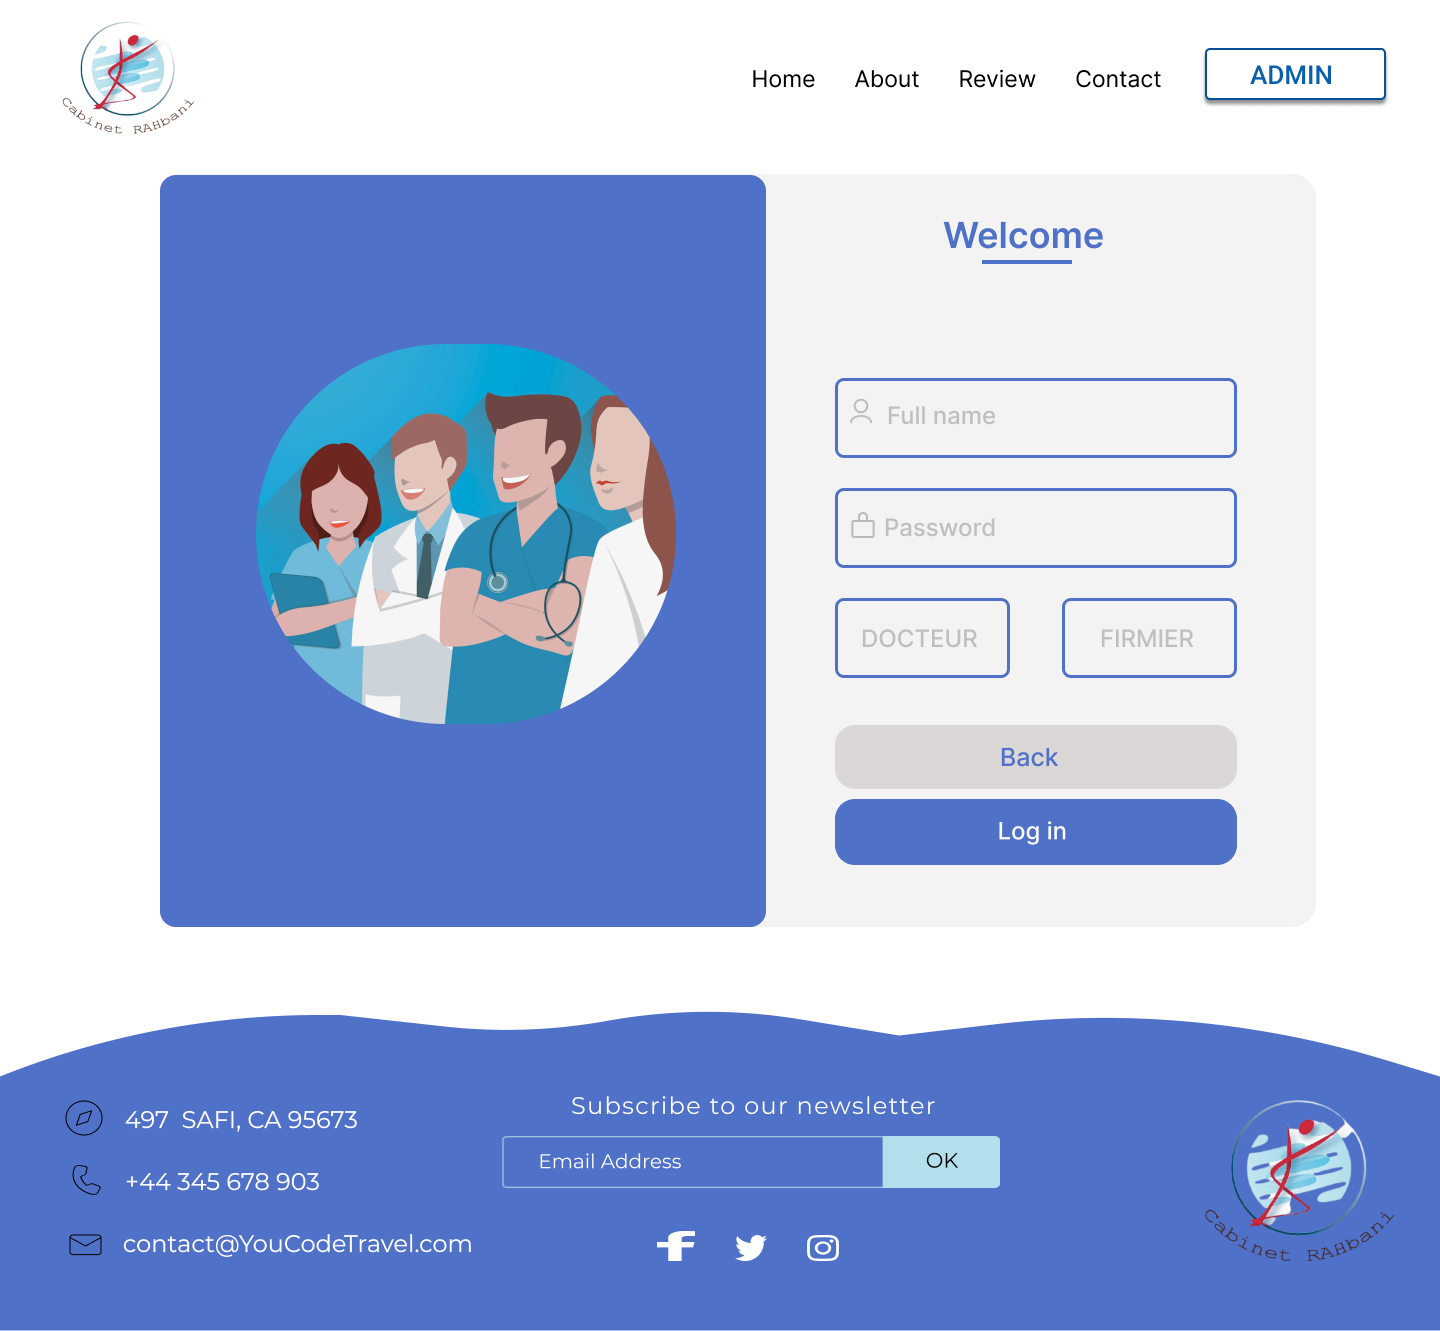 Cabinet RAHbani
Home About Review Contact ADMIN
Welcome
Full name
Password
DOCTEUR FIRMIER
Back
Log in
497 SAFI, CA 95673
+44 345 678 903
contact@YouCodeTravel.com
Subscribe to our newsletter
Email Address OK
Cabinet RAHbani